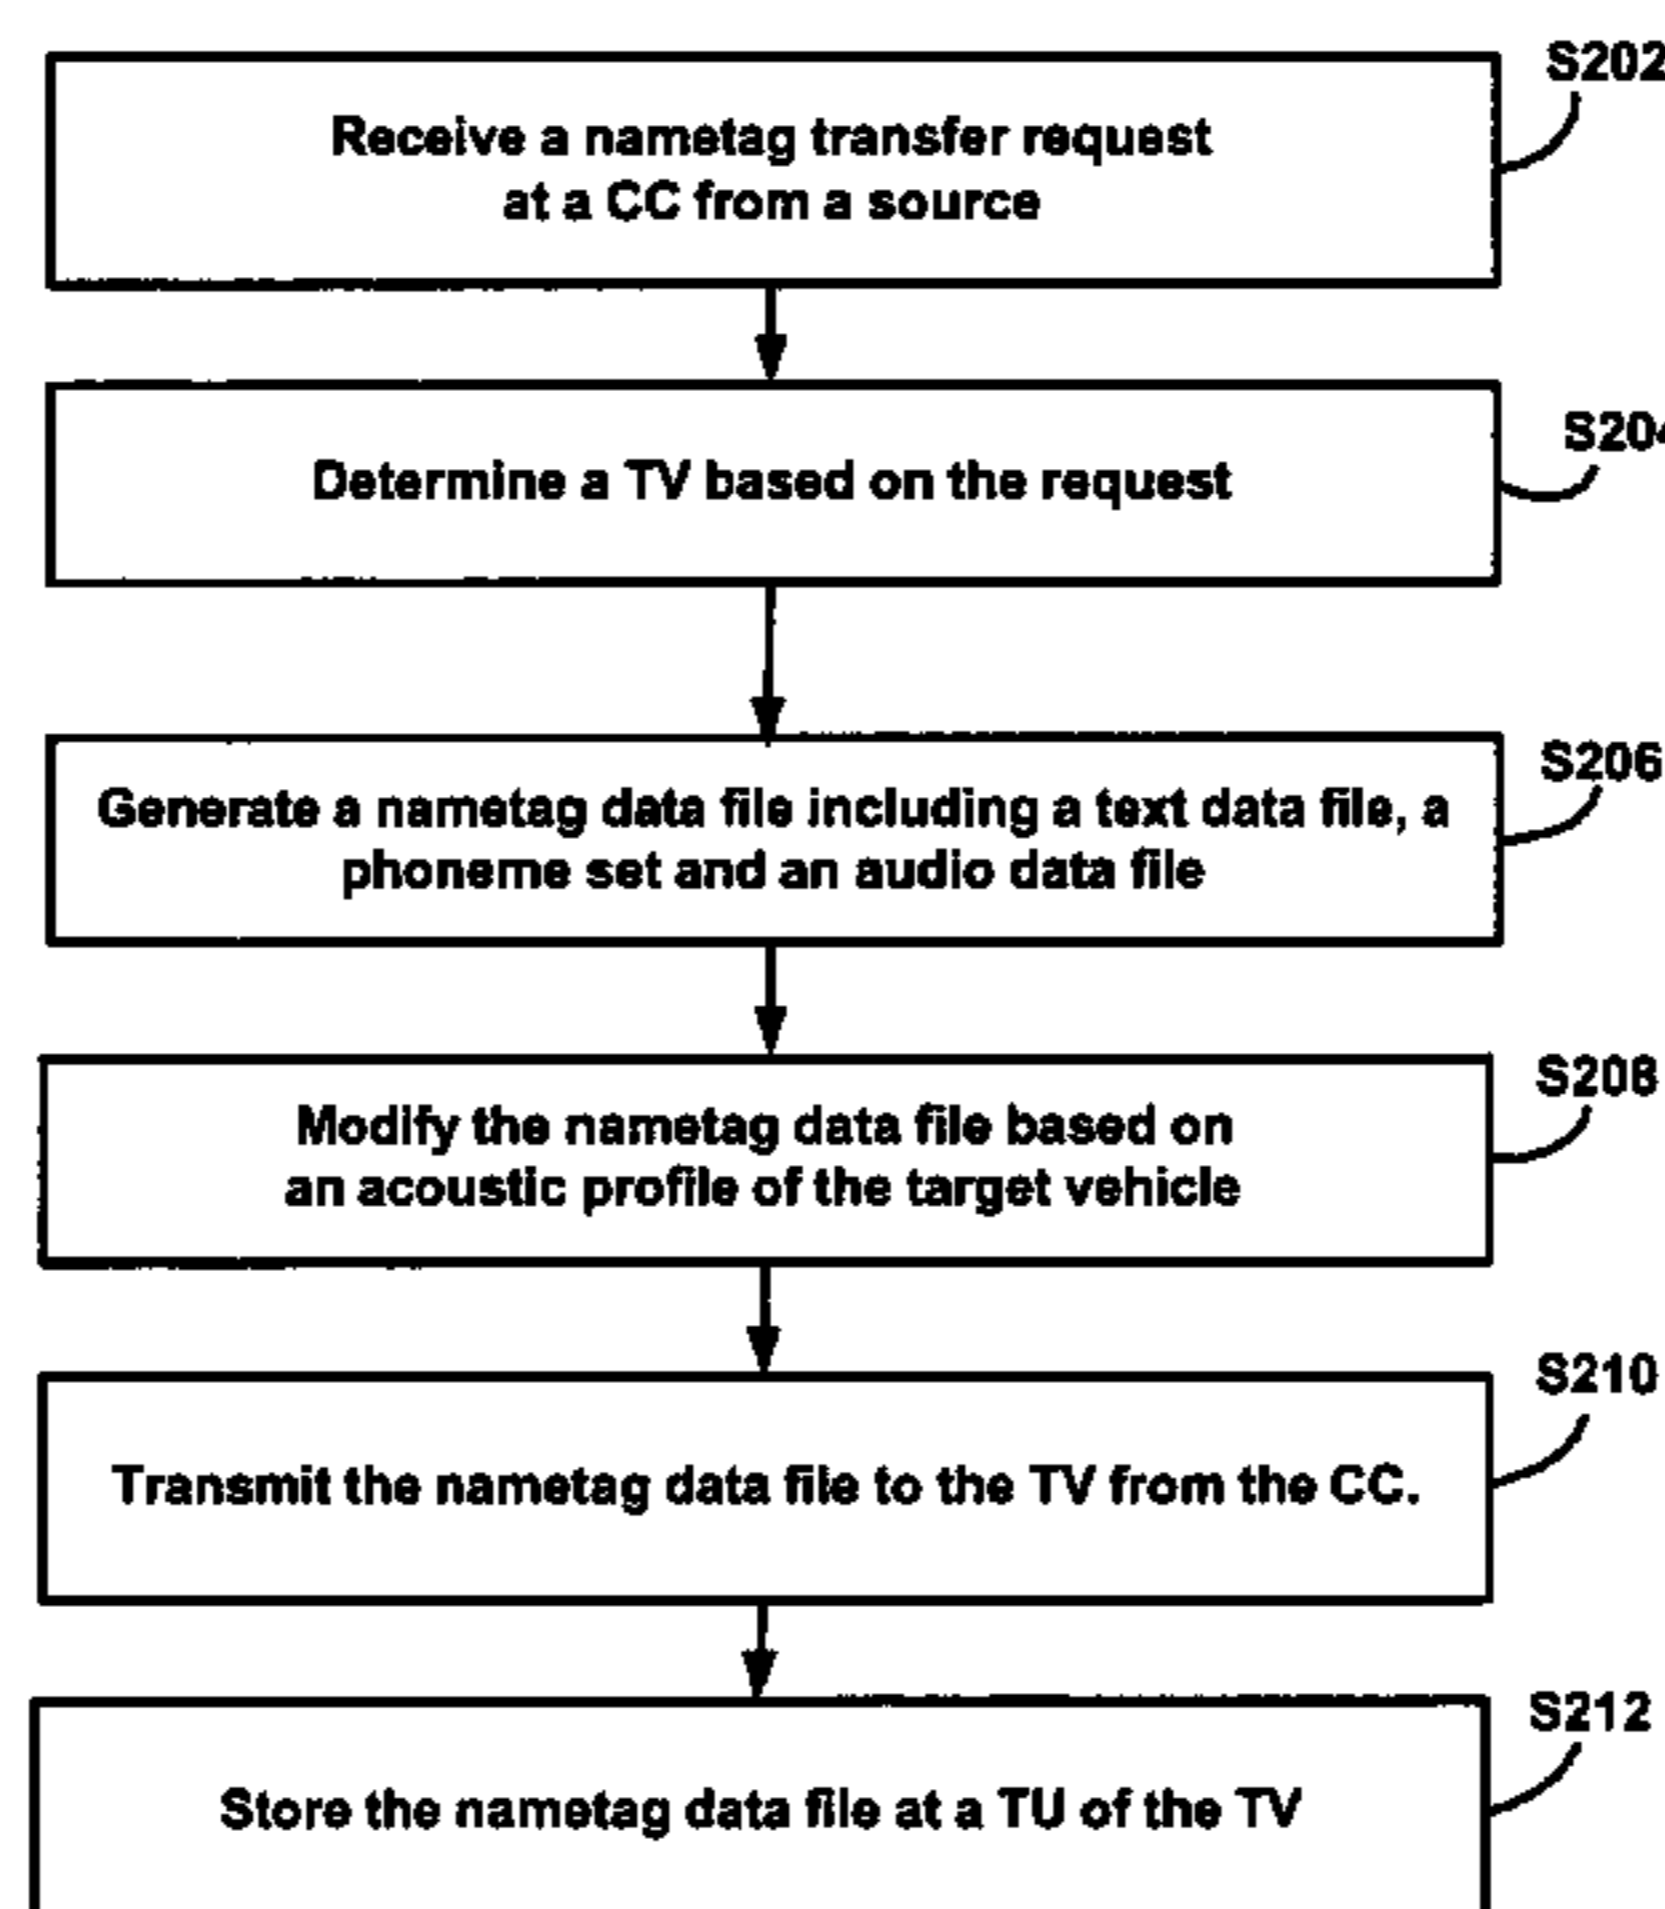 S202
Receive a nametag transfer request
at a CC from a source
S204
Determine a TV based on the request
S206
Generate a nametag data file including a text data file, a
phoneme set and an audio data file
S208
Modify the nametag data file based on
an acoustic profile of the target vehicle
S210
Transmit the nametag data file to the TV from the CC.
S212
Store the nametag data file at a TU of the TV